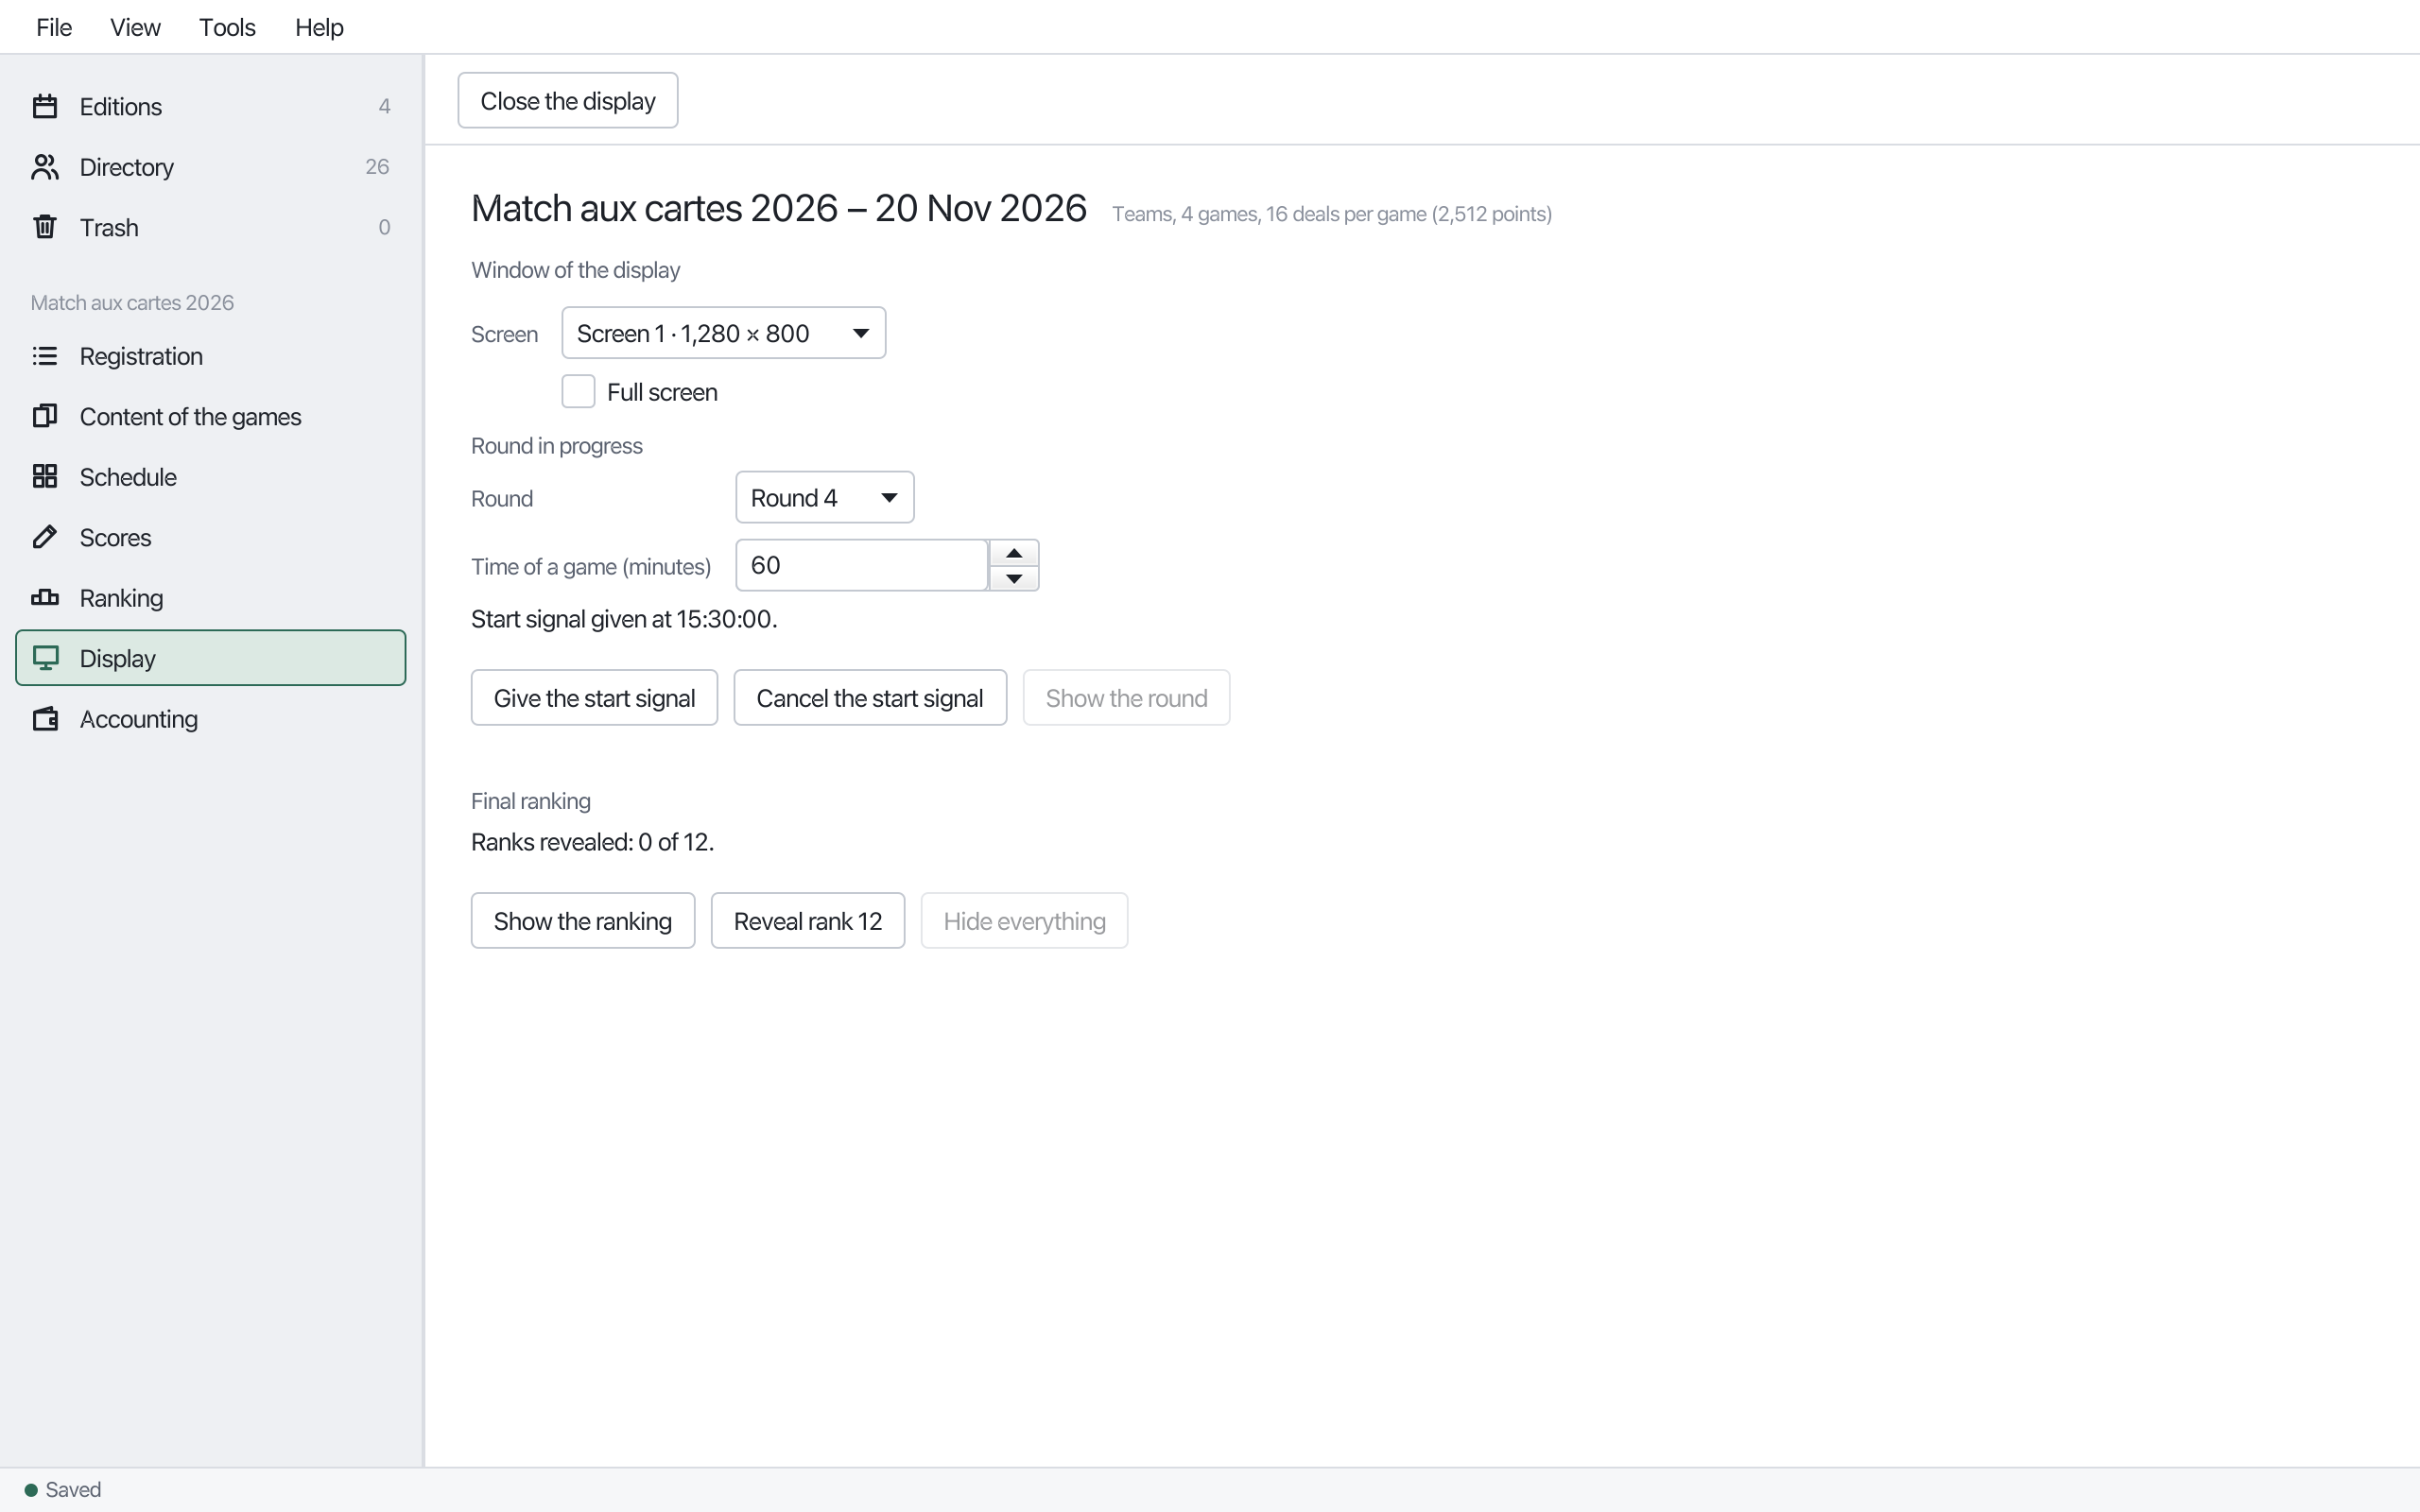 File View Tools Help
Editions 4
Directory 26
Trash 0
Match aux cartes 2026
Registration
Content of the games
Schedule
Scores
Ranking
Display
Accounting
Close the display
Match aux cartes 2026 – 20 Nov 2026 Teams, 4 games, 16 deals per game (2,512 points)
Window of the display
Screen Screen 1 · 1,280 × 800
Full screen
Round in progress
Round Round 4
Time of a game (minutes) 60
Start signal given at 15:30:00.
Give the start signal Cancel the start signal Show the round
Final ranking
Ranks revealed: 0 of 12.
Show the ranking Reveal rank 12 Hide everything
Saved